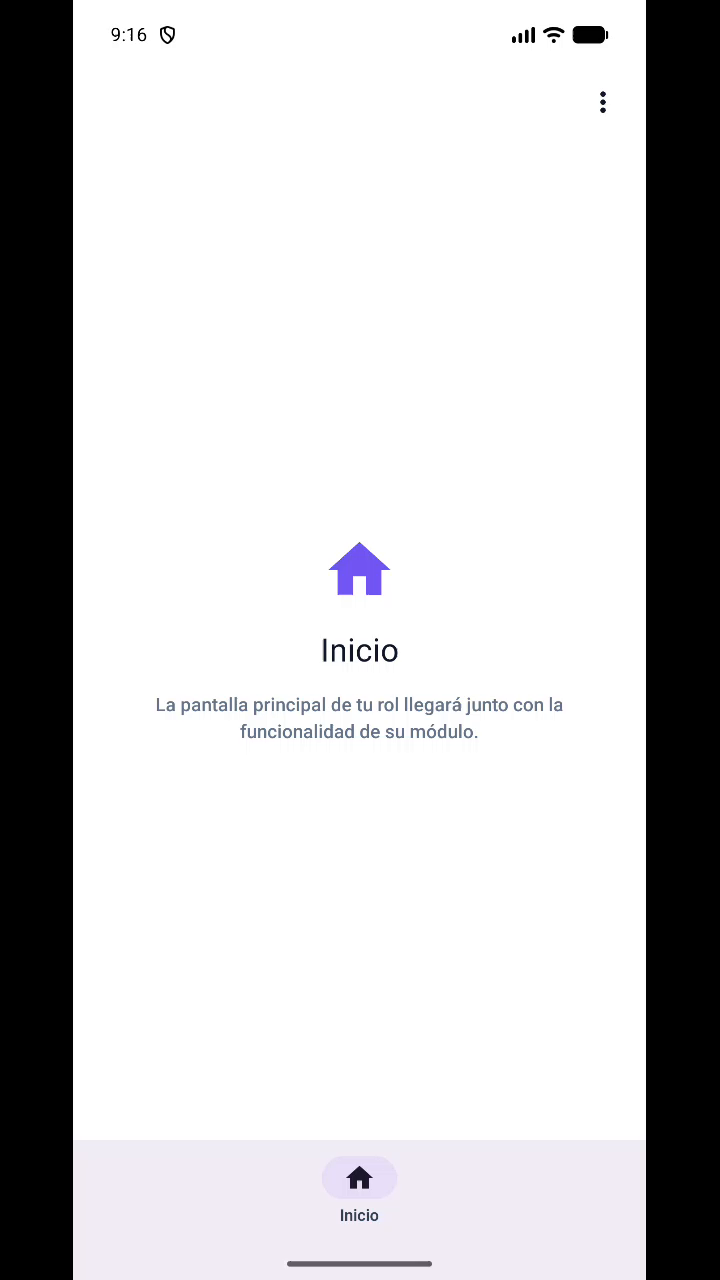 9:16
Inicio
La pantalla principal de tu rol llegará junto con la
funcionalidad de su módulo.
Inicio